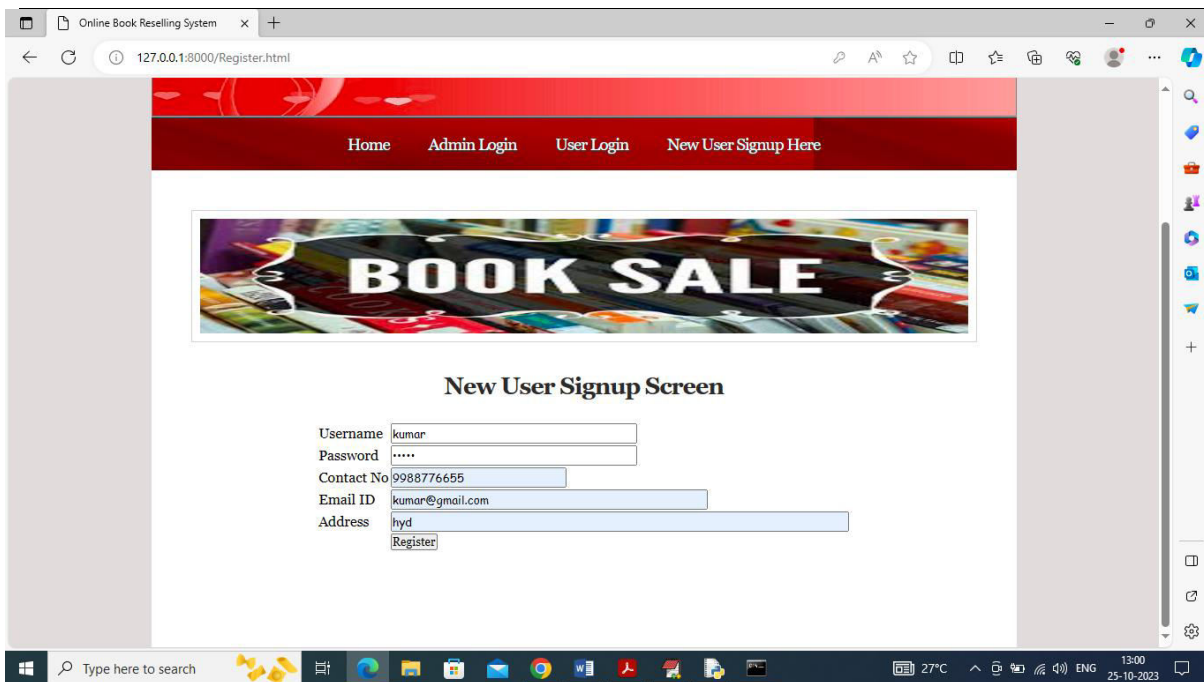 Online Book Reselling System
127.0.0.1:8000/Register.html
Home Admin Login User Login New User Signup Here
BOOK SALE
New User Signup Screen
Username kumar
Password •••••
Contact No 9988776655
Email ID kumar@gmail.com
Address hyd
Register
Type here to search
27°C
ENG
13:00
25-10-2023